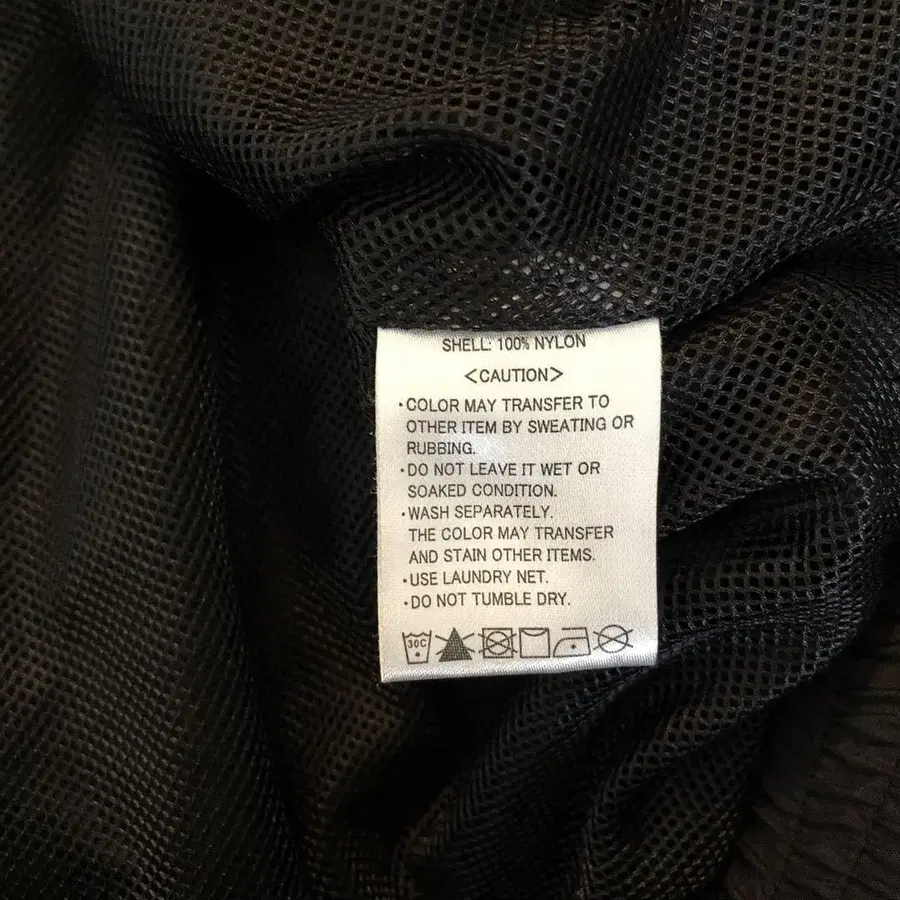 SHELL: 100% NYLON
<CAUTION>
・COLOR MAY TRANSFER TO
OTHER ITEM BY SWEATING OR
RUBBING.
・DO NOT LEAVE IT WET OR
SOAKED CONDITION.
・WASH SEPARATELY.
THE COLOR MAY TRANSFER
AND STAIN OTHER ITEMS.
・USE LAUNDRY NET.
・DO NOT TUMBLE DRY.
30C